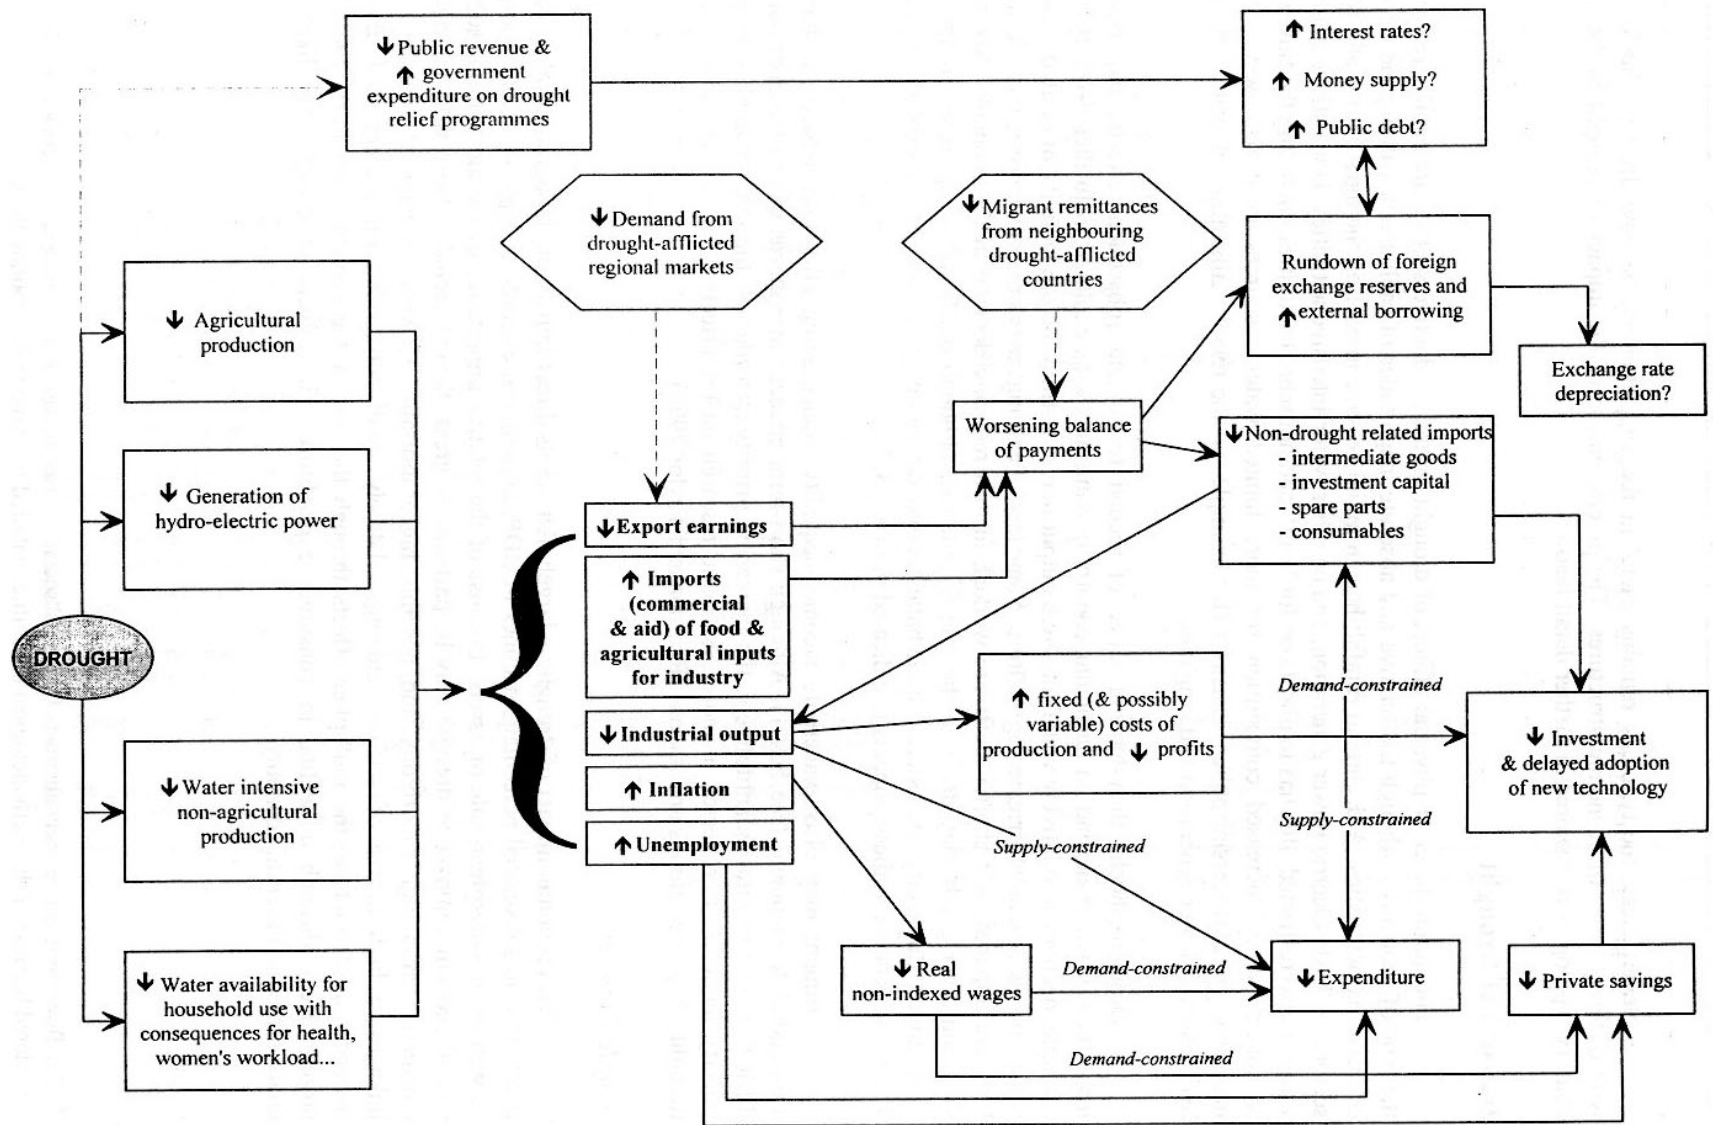 ↓ Public revenue &
↑ government
expenditure on drought
relief programmes
↑ Interest rates?
↑ Money supply?
↑ Public debt?
↓ Demand from
drought-afflicted
regional markets
↓ Migrant remittances
from neighbouring
drought-afflicted
countries
Rundown of foreign
exchange reserves and
↑ external borrowing
Exchange rate
depreciation?
↓ Agricultural
production
↓ Generation of
hydro-electric power
DROUGHT
↓ Water intensive
non-agricultural
production
↓ Water availability for
household use with
consequences for health,
women's workload...
Worsening balance
of payments
↓ Non-drought related imports
- intermediate goods
- investment capital
- spare parts
- consumables
↓ Export earnings
↑ Imports
(commercial
& aid) of food &
agricultural inputs
for industry
↓ Industrial output
↑ Inflation
↑ Unemployment
↑ fixed (& possibly
variable) costs of
production and ↓ profits
Demand-constrained
Supply-constrained
↓ Investment
& delayed adoption
of new technology
Supply-constrained
↓ Real
non-indexed wages
Demand-constrained
↓ Expenditure
↓ Private savings
Demand-constrained